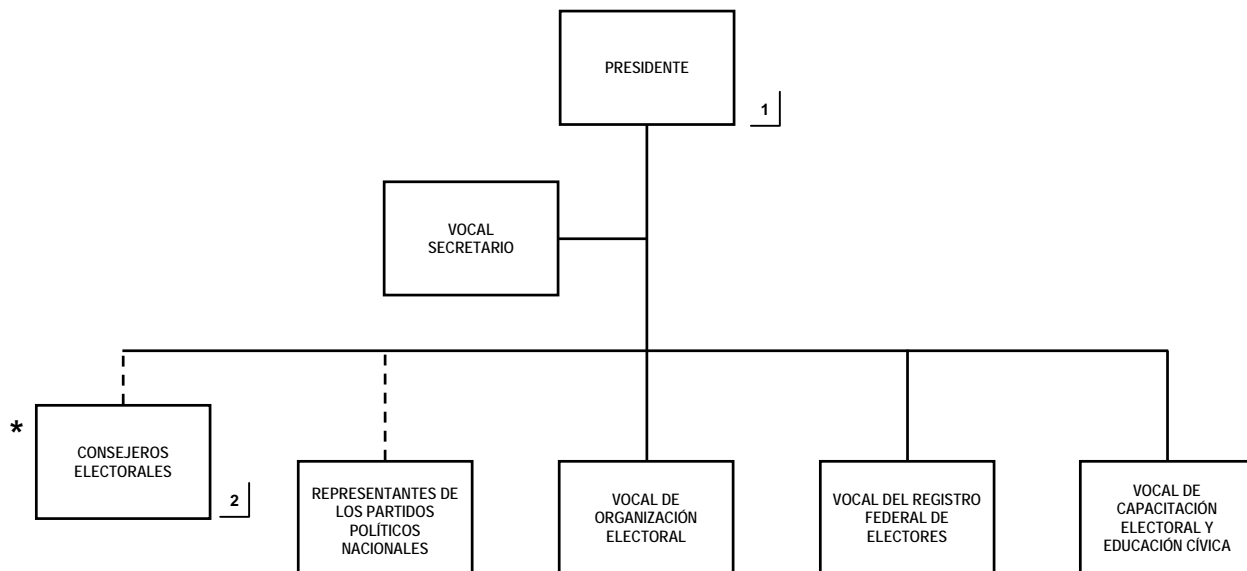 PRESIDENTE
1
VOCAL
SECRETARIO
*
CONSEJEROS
ELECTORALES
2
REPRESENTANTES DE
LOS PARTIDOS
POLÍTICOS
NACIONALES
VOCAL DE
ORGANIZACIÓN
ELECTORAL
VOCAL DEL REGISTRO
FEDERAL DE
ELECTORES
VOCAL DE
CAPACITACIÓN
ELECTORAL Y
EDUCACIÓN CÍVICA